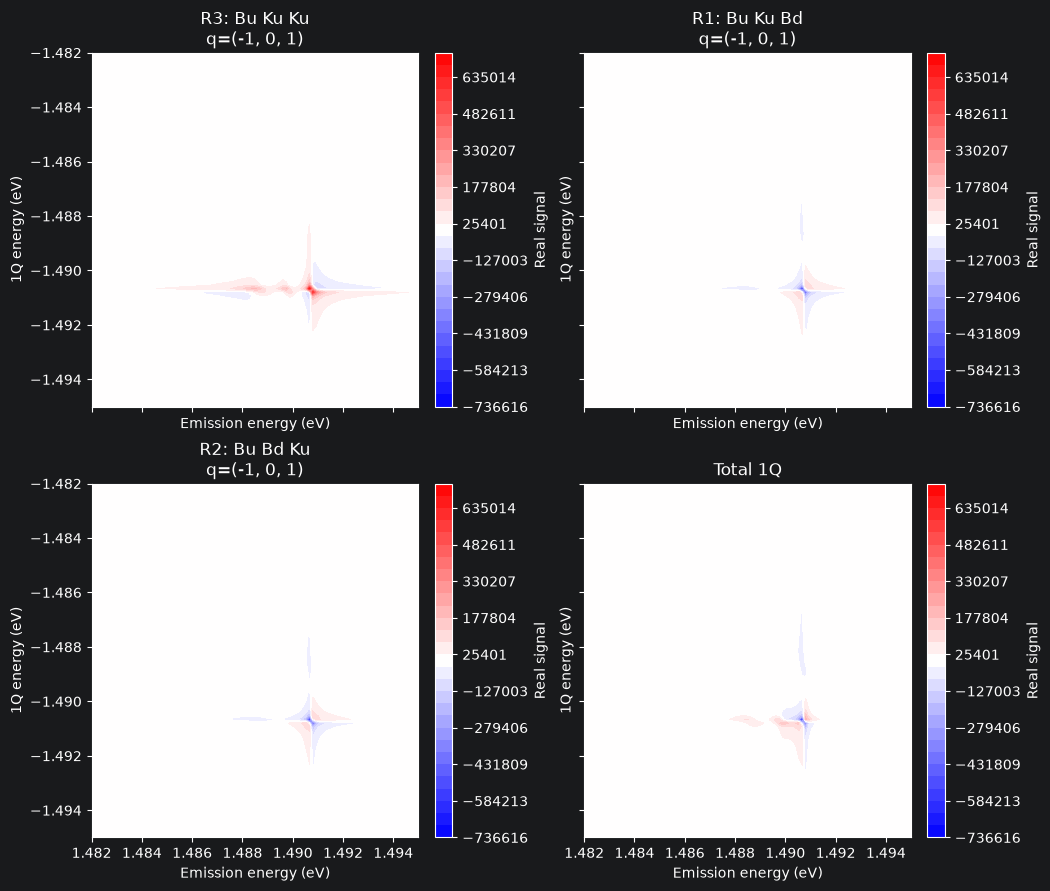 R3: Bu Ku Ku
q=(-1, 0, 1)
−1.482
−1.484
−1.486
−1.488
−1.490
−1.492
−1.494
1Q energy (eV)
Emission energy (eV)
635014
482611
330207
177804
25401
−127003
−279406
−431809
−584213
−736616
Real signal
R1: Bu Ku Bd
q=(-1, 0, 1)
1Q energy (eV)
Emission energy (eV)
635014
482611
330207
177804
25401
−127003
−279406
−431809
−584213
−736616
Real signal
R2: Bu Bd Ku
q=(-1, 0, 1)
−1.482
−1.484
−1.486
−1.488
−1.490
−1.492
−1.494
1Q energy (eV)
1.482 1.484 1.486 1.488 1.490 1.492 1.494
Emission energy (eV)
635014
482611
330207
177804
25401
−127003
−279406
−431809
−584213
−736616
Real signal
Total 1Q
1Q energy (eV)
1.482 1.484 1.486 1.488 1.490 1.492 1.494
Emission energy (eV)
635014
482611
330207
177804
25401
−127003
−279406
−431809
−584213
−736616
Real signal